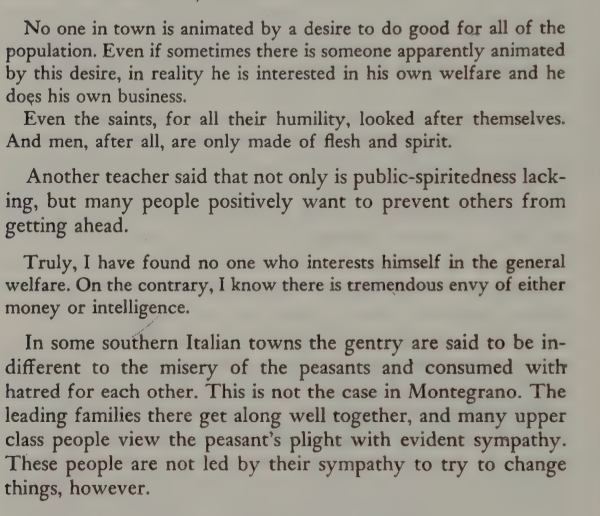 No one in town is animated by a desire to do good for all of the
population. Even if sometimes there is someone apparently animated
by this desire, in reality he is interested in his own welfare and he
does his own business.
Even the saints, for all their humility, looked after themselves.
And men, after all, are only made of flesh and spirit.
Another teacher said that not only is public-spiritedness lack-
ing, but many people positively want to prevent others from
getting ahead.
Truly, I have found no one who interests himself in the general
welfare. On the contrary, I know there is tremendous envy of either
money or intelligence.
In some southern Italian towns the gentry are said to be in-
different to the misery of the peasants and consumed with
hatred for each other. This is not the case in Montegrano. The
leading families there get along well together, and many upper
class people view the peasant's plight with evident sympathy.
These people are not led by their sympathy to try to change
things, however.